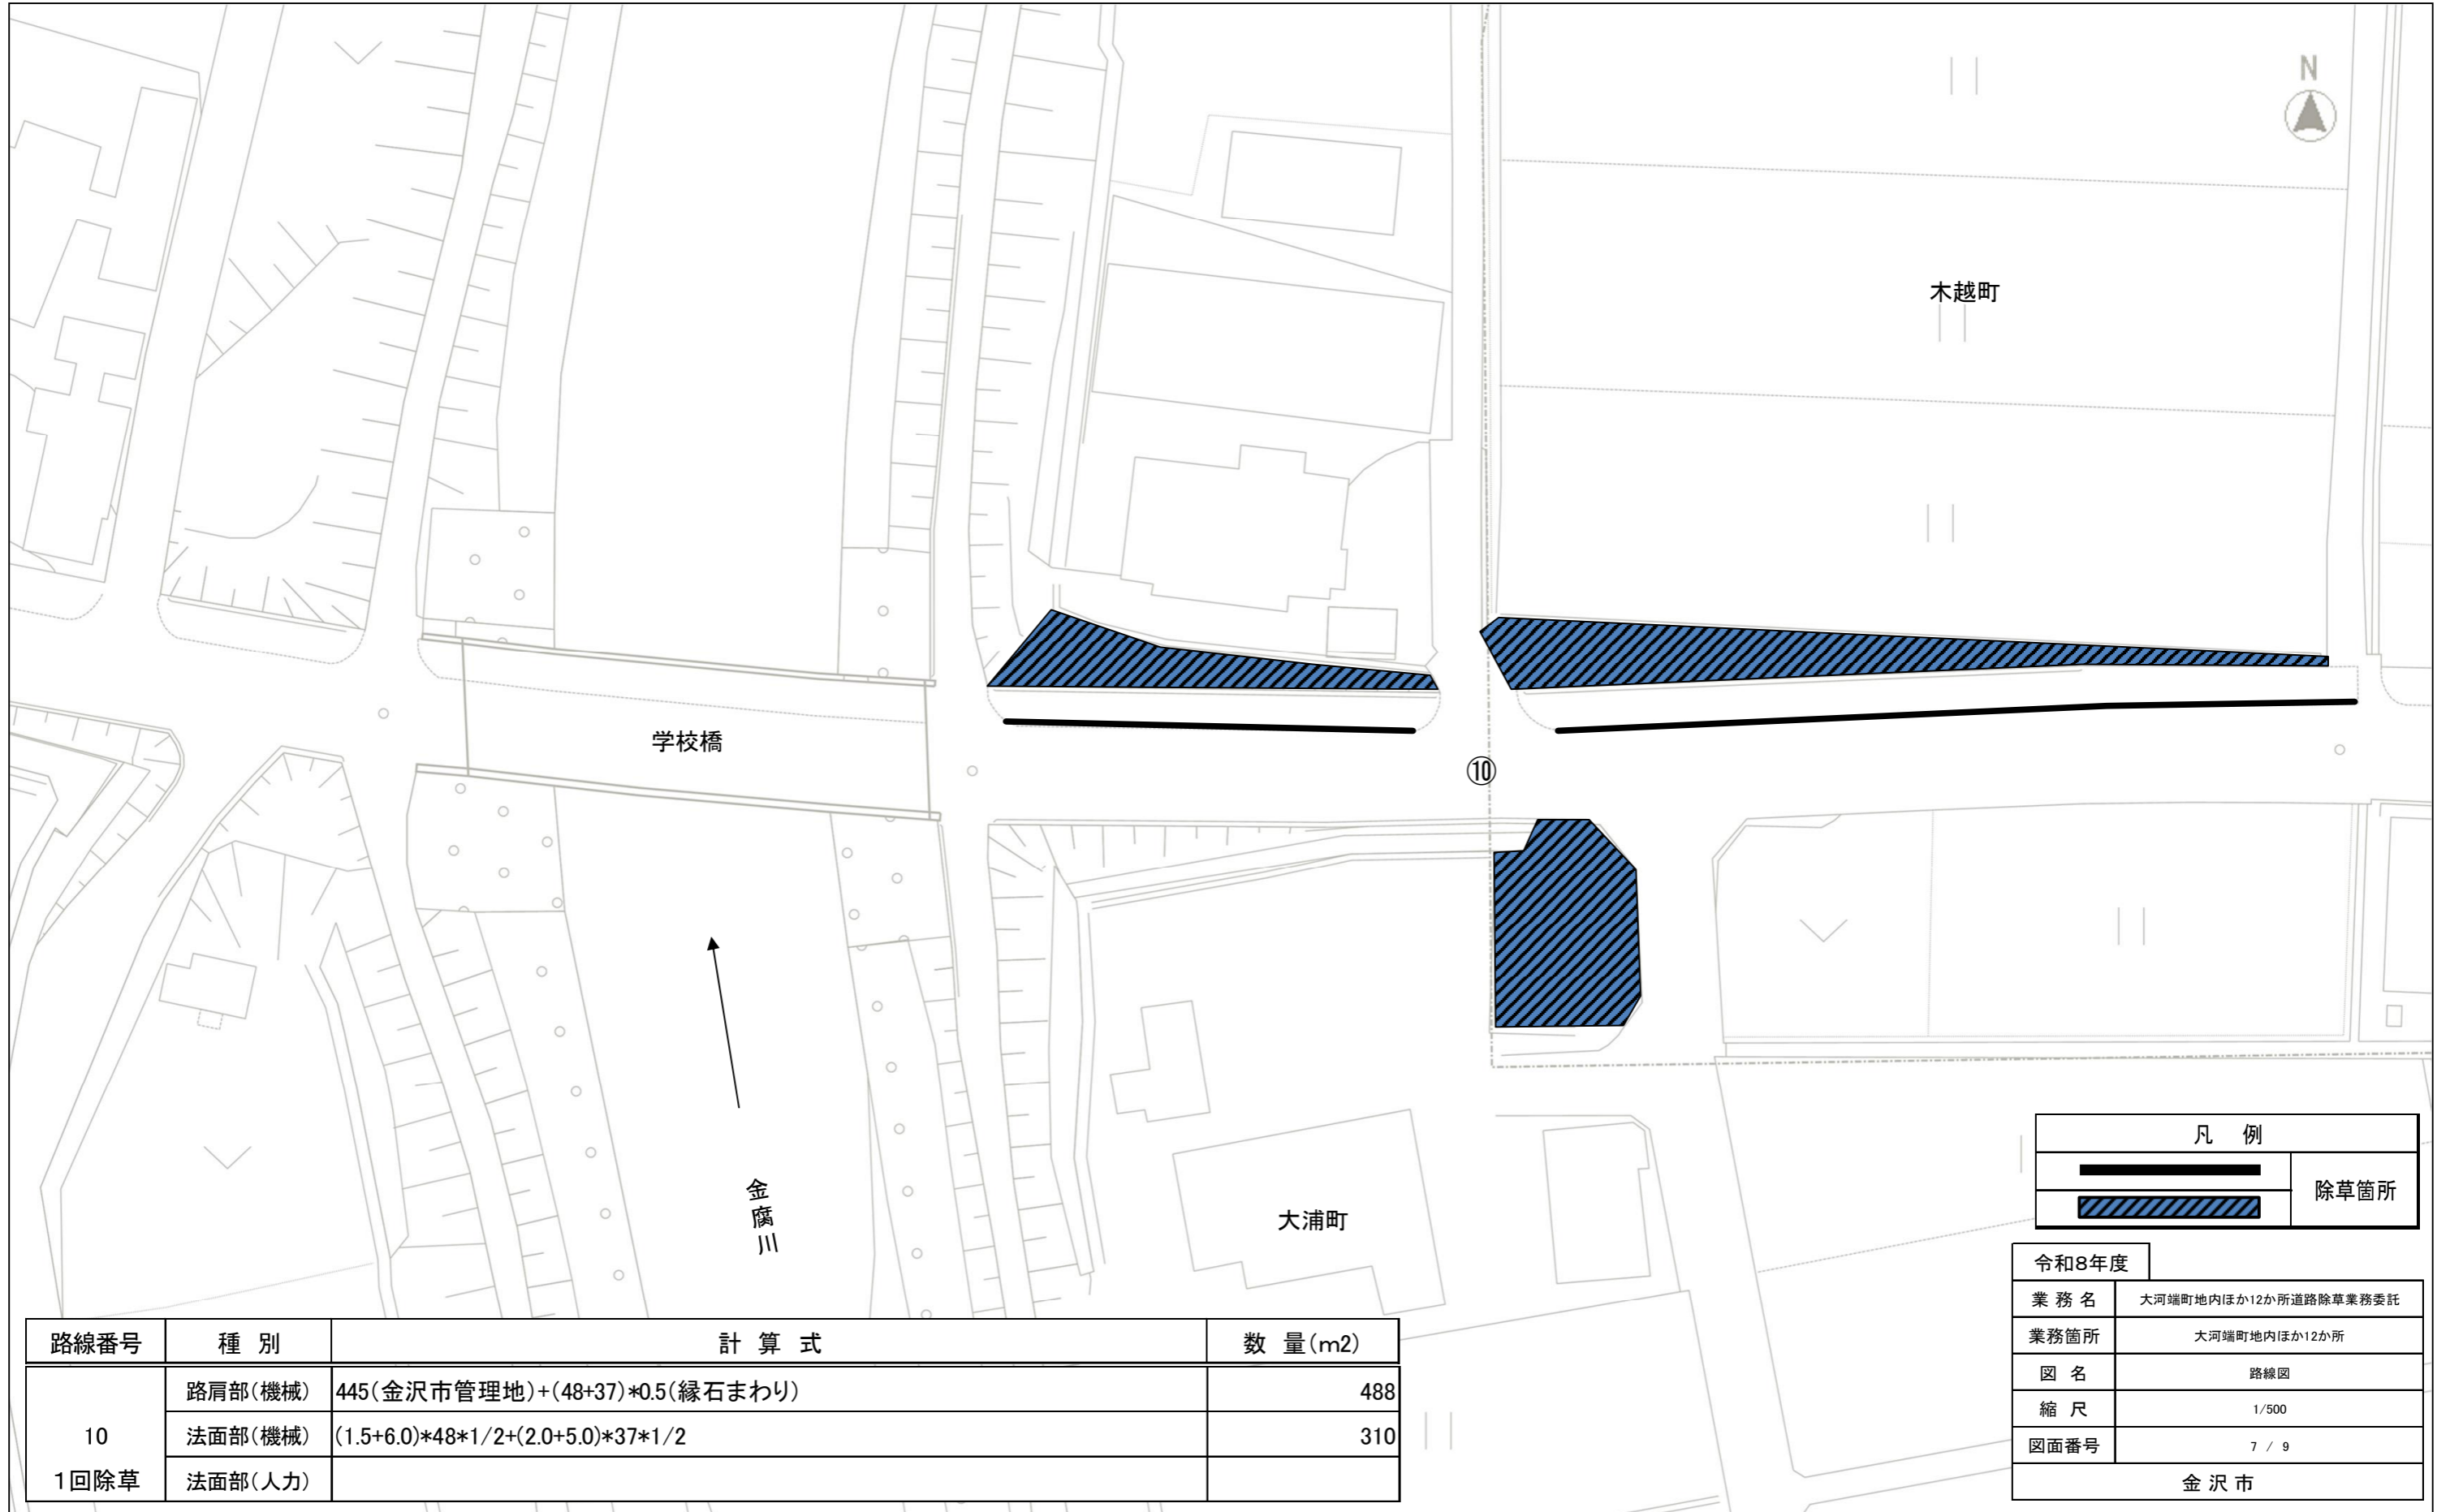 N
木越町
学校橋
⑩
金腐川
大浦町
凡 例
除草箇所
令和8年度
業務名 大河端町地内ほか12か所道路除草業務委託
業務箇所 大河端町地内ほか12か所
図名 路線図
縮尺 1/500
図面番号 7 / 9
金沢市
路線番号 種別 計算式 数量(m2)
10
1回除草
路肩部(機械) 445(金沢市管理地)+(48+37)*0.5(縁石まわり) 488
法面部(機械) (1.5+6.0)*48*1/2+(2.0+5.0)*37*1/2 310
法面部(人力)